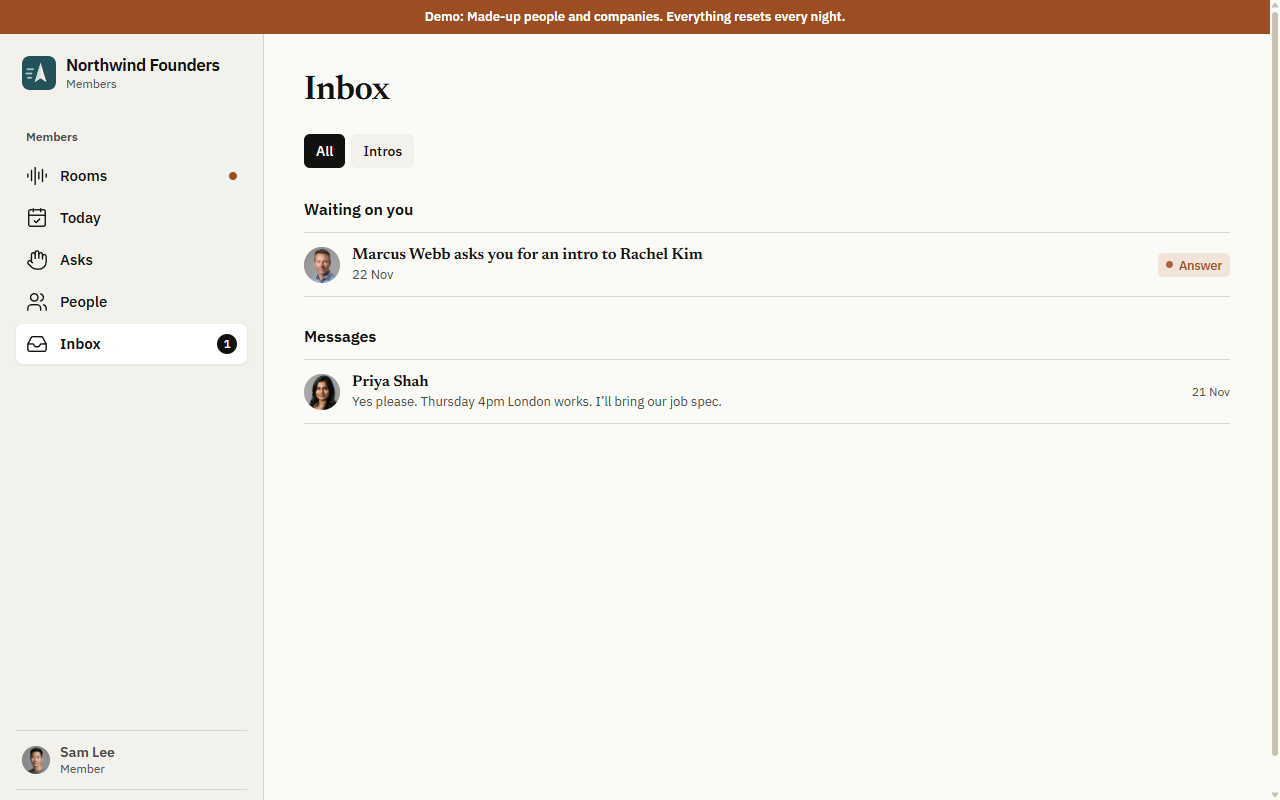 Demo: Made-up people and companies. Everything resets every night.
Northwind Founders
Members
Members
Rooms
Today
Asks
People
Inbox
1
Sam Lee
Member
Inbox
All
Intros
Waiting on you
Marcus Webb asks you for an intro to Rachel Kim
22 Nov
Answer
Messages
Priya Shah
Yes please. Thursday 4pm London works. I’ll bring our job spec.
21 Nov